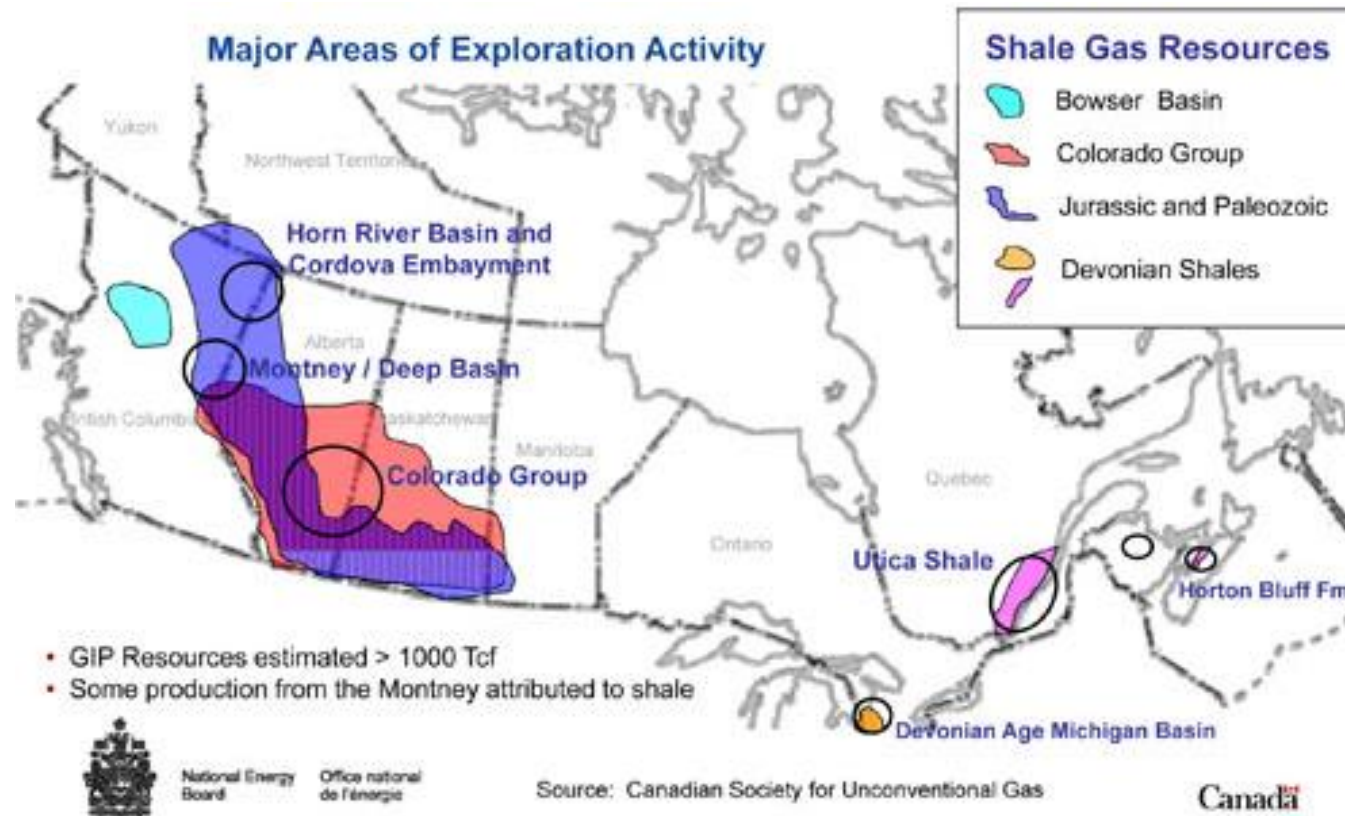 Major Areas of Exploration Activity
Shale Gas Resources
Bowser Basin
Colorado Group
Jurassic and Paleozoic
Devonian Shales
Yukon
Northwest Territories
Horn River Basin and
Cordova Embayment
Alberta
Montney / Deep Basin
British Columbia
Saskatchewan
Manitoba
Colorado Group
Quebec
Ontario
Utica Shale
Horton Bluff Fm
• GIP Resources estimated > 1000 Tcf
• Some production from the Montney attributed to shale
Devonian Age Michigan Basin
National Energy
Board
Office national
de l'énergie
Source: Canadian Society for Unconventional Gas
Canada